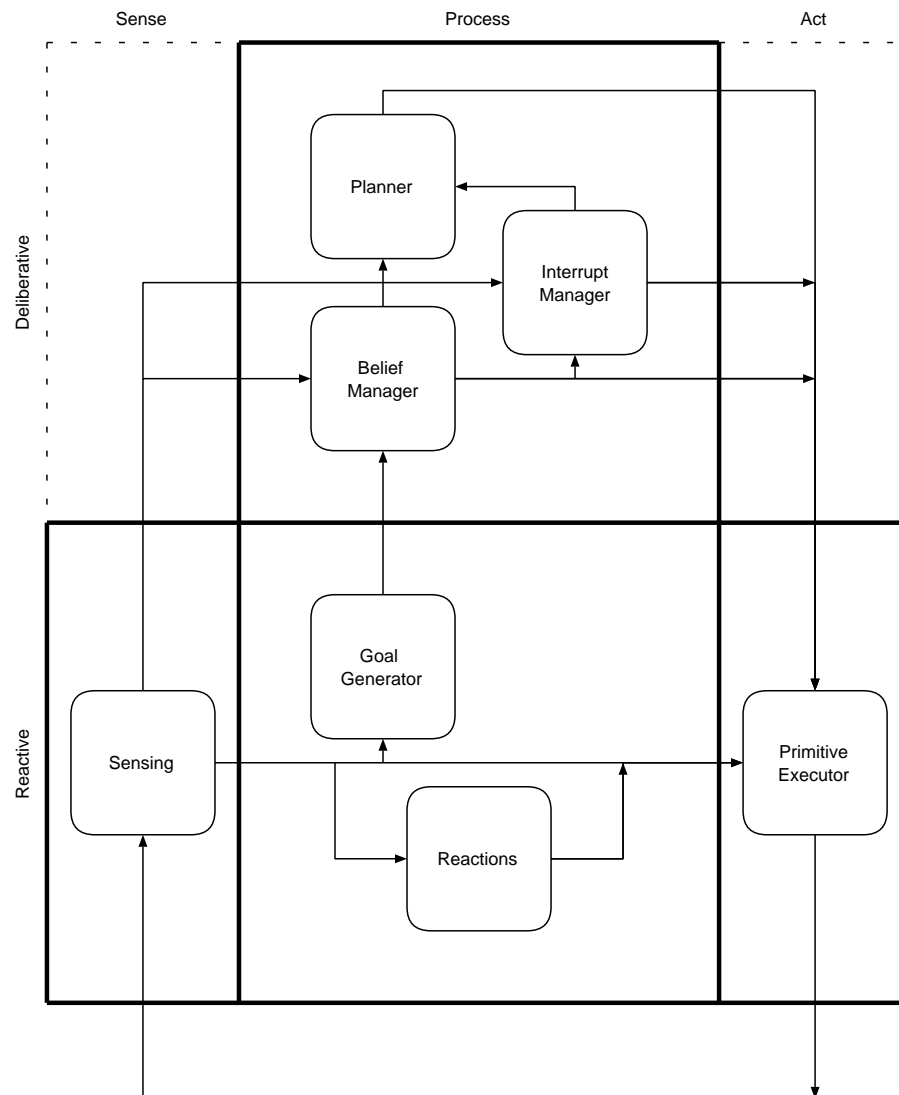 Sense
Process
Act
Deliberative
Planner
Interrupt
Manager
Belief
Manager
Reactive
Goal
Generator
Sensing
Primitive
Executor
Reactions